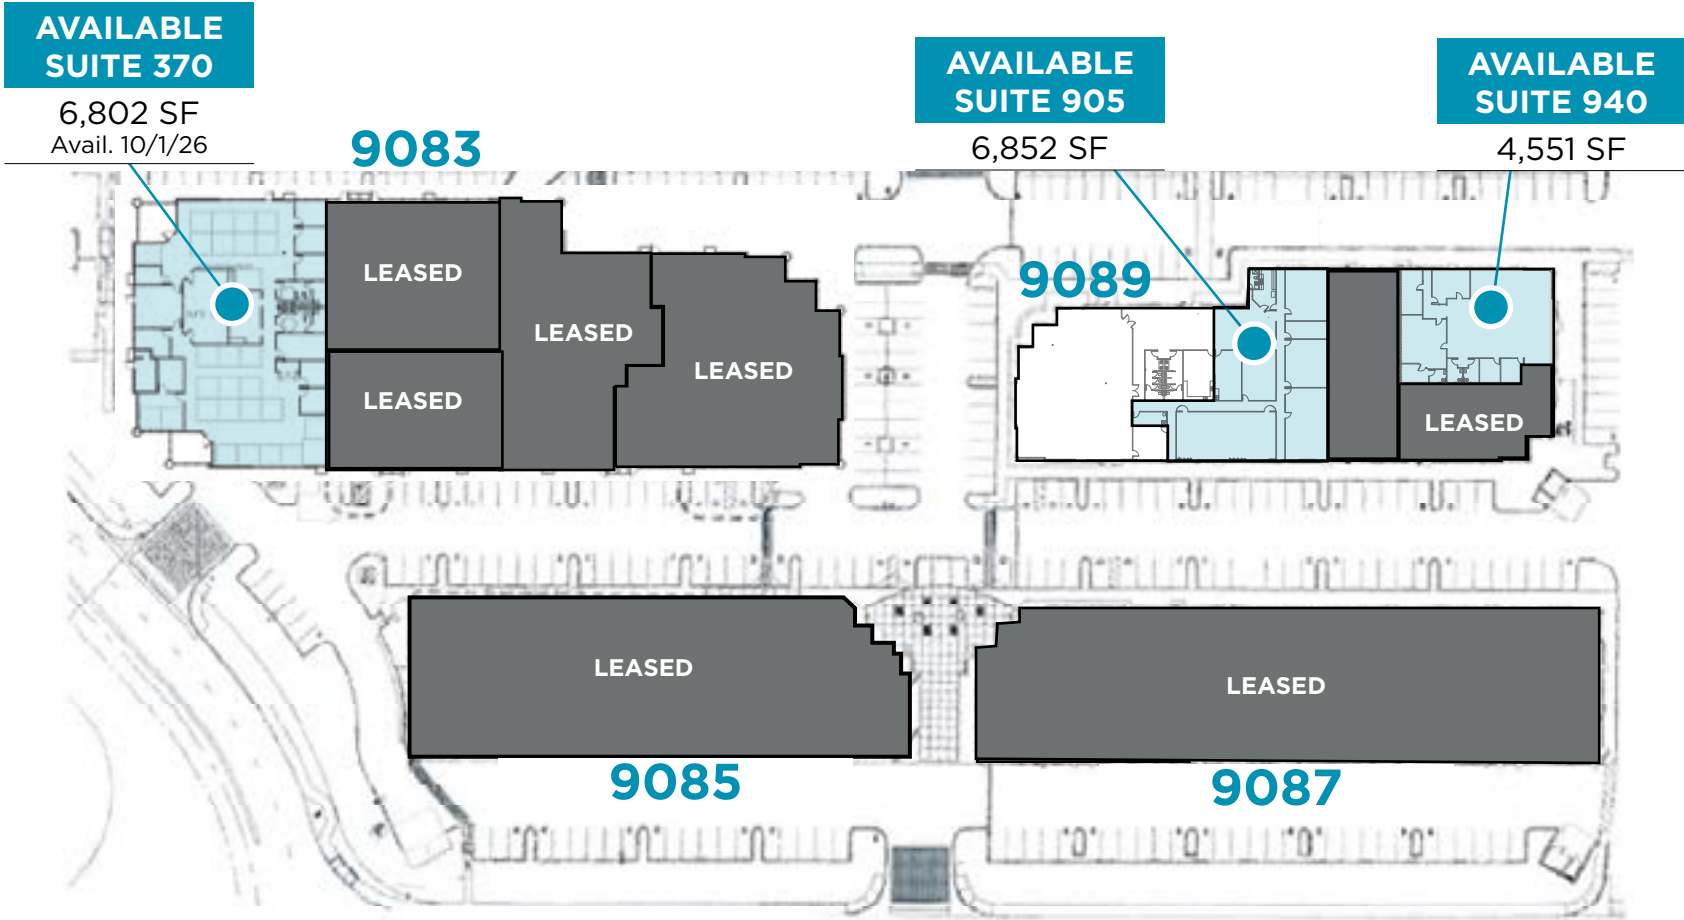 AVAILABLE
SUITE 370
6,802 SF
Avail. 10/1/26
9083
AVAILABLE
SUITE 905
6,852 SF
AVAILABLE
SUITE 940
4,551 SF
9089
LEASED
LEASED
LEASED
LEASED
LEASED
LEASED
LEASED
9085
9087